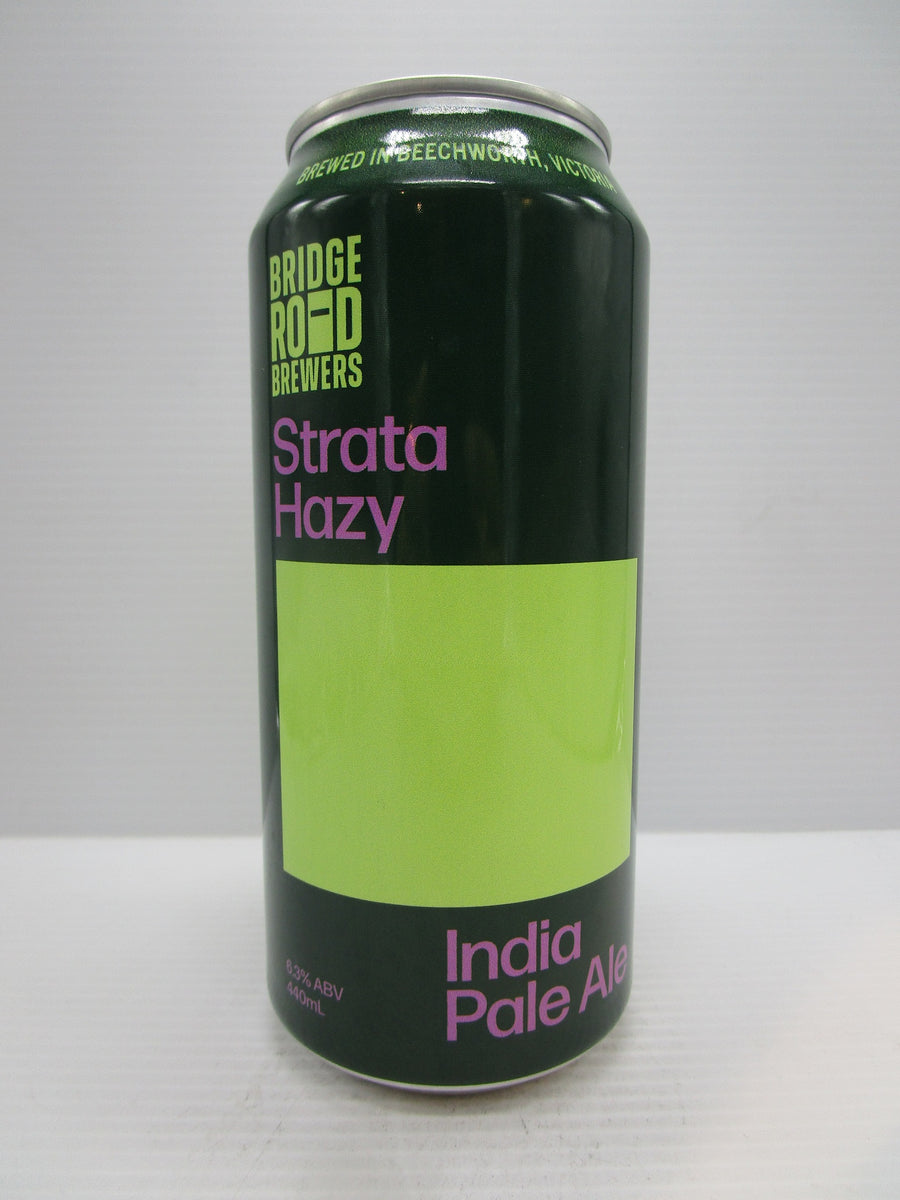 BREWED IN BEECHWORTH, VICTORIA
BRIDGE
ROAD
BREWERS
Strata
Hazy
India
Pale Ale
6.3% ABV
440mL